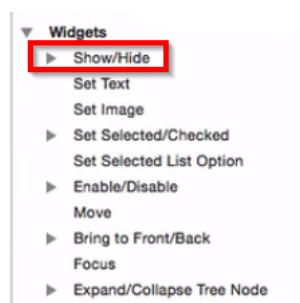 Widgets
Show/Hide
Set Text
Set Image
Set Selected/Checked
Set Selected List Option
Enable/Disable
Move
Bring to Front/Back
Focus
Expand/Collapse Tree Node